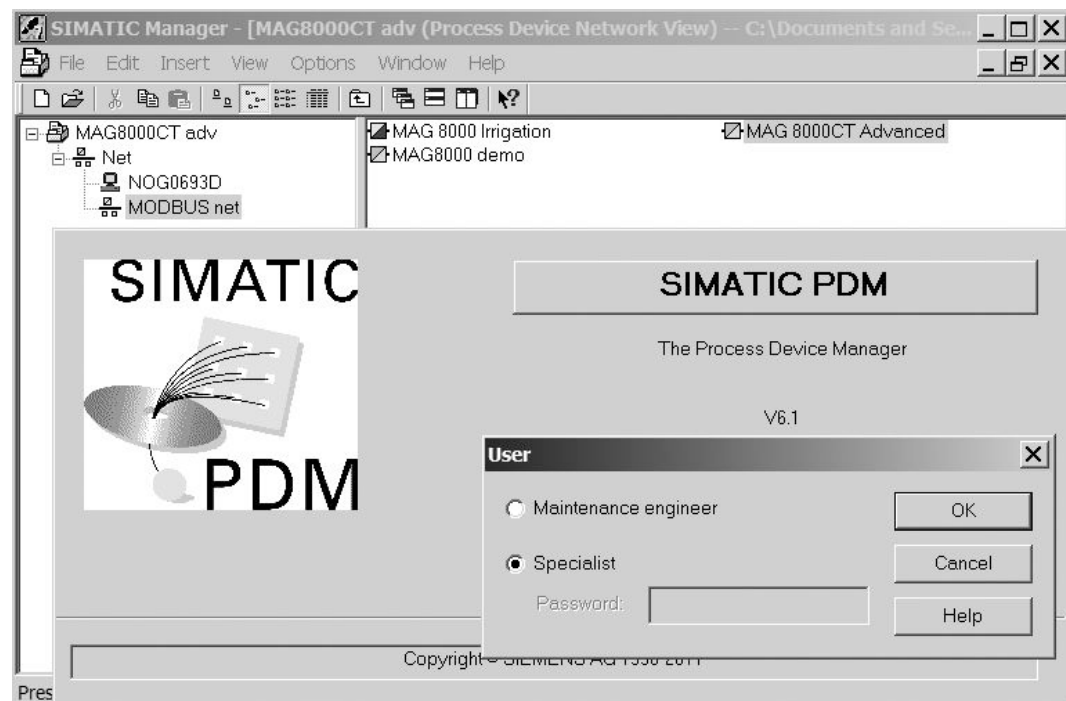 SIMATIC Manager - [MAG8000CT adv (Process Device Network View) -- C:\Documents and Se...
File Edit Insert View Options Window Help
MAG8000CT adv
Net
NOG0693D
MODBUS net
MAG 8000 Irrigation
MAG8000 demo
MAG 8000CT Advanced
SIMATIC
PDM
SIMATIC PDM
The Process Device Manager
V6.1
User
Maintenance engineer
Specialist
Password:
OK
Cancel
Help
Copyright
Pres